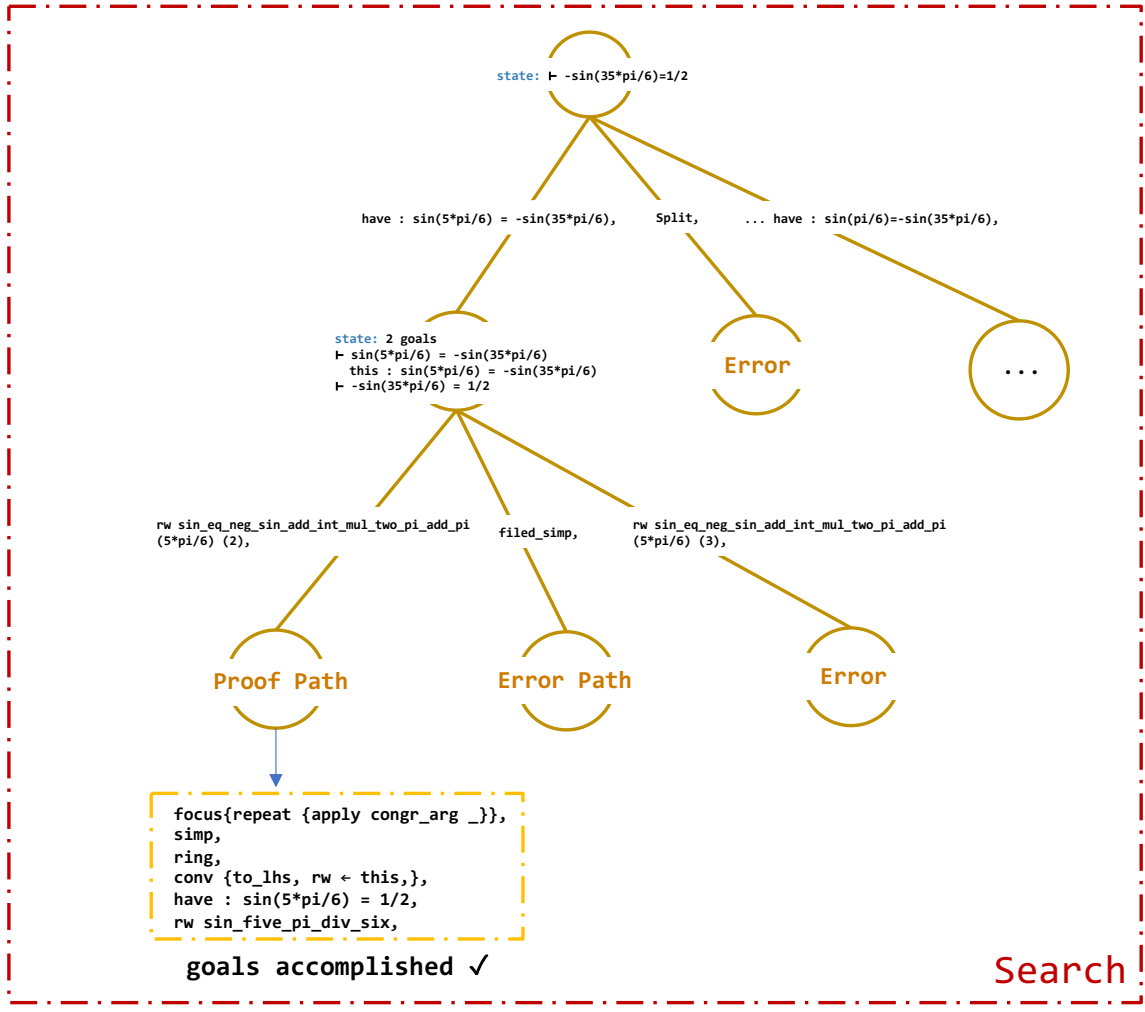 state: ⊢ -sin(35*pi/6)=1/2
have : sin(5*pi/6) = -sin(35*pi/6),
Split,
... have : sin(pi/6)=-sin(35*pi/6),
state: 2 goals
⊢ sin(5*pi/6) = -sin(35*pi/6)
this : sin(5*pi/6) = -sin(35*pi/6)
⊢ -sin(35*pi/6) = 1/2
Error
...
rw sin_eq_neg_sin_add_int_mul_two_pi_add_pi
(5*pi/6) (2),
filed_simp,
rw sin_eq_neg_sin_add_int_mul_two_pi_add_pi
(5*pi/6) (3),
Proof Path
Error Path
Error
focus{repeat {apply congr_arg _}},
simp,
ring,
conv {to_lhs, rw ← this,},
have : sin(5*pi/6) = 1/2,
rw sin_five_pi_div_six,
goals accomplished ✓
Search